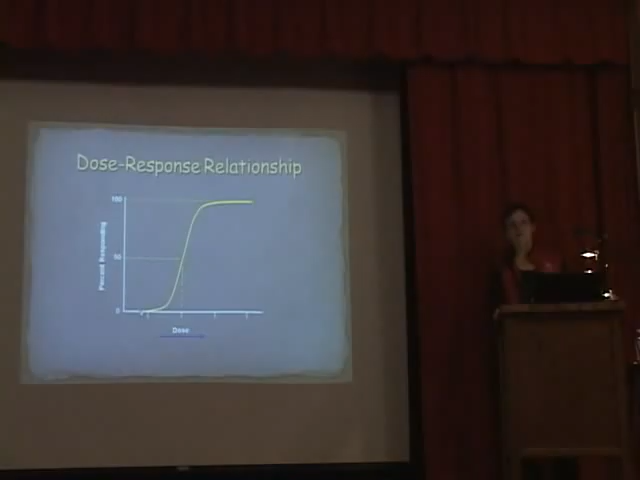 Dose-Response Relationship
100
Percent Responding
50
0
Dose